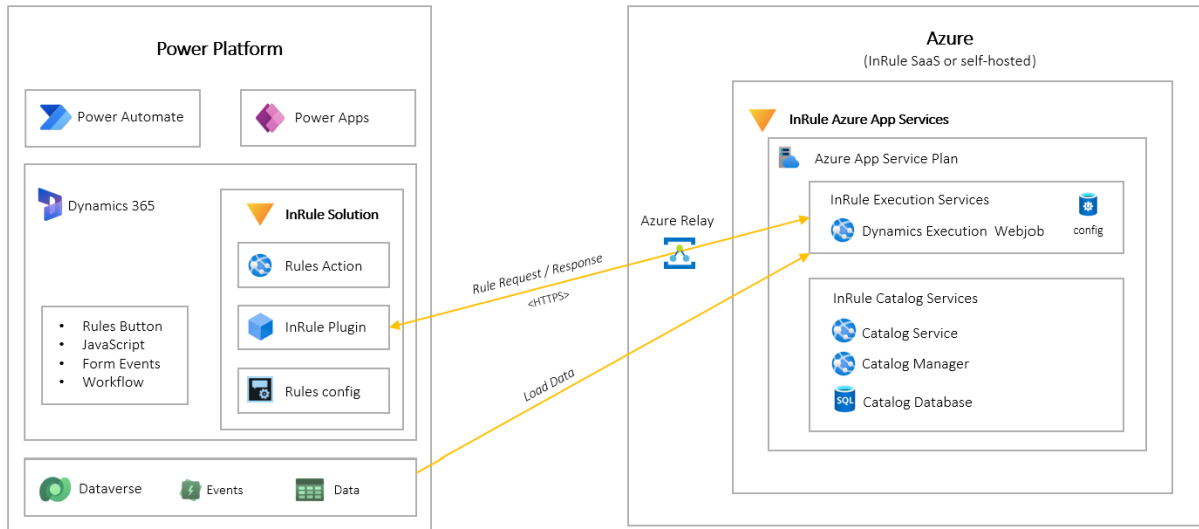 Power Platform
Power Automate
Power Apps
Dynamics 365
InRule Solution
Rules Action
InRule Plugin
Rules config
• Rules Button
• JavaScript
• Form Events
• Workflow
Dataverse
Events
Data
Rule Request / Response
<HTTPS>
Load Data
Azure Relay
Azure
(InRule SaaS or self-hosted)
InRule Azure App Services
Azure App Service Plan
InRule Execution Services
Dynamics Execution Webjob
config
InRule Catalog Services
Catalog Service
Catalog Manager
SQL
Catalog Database